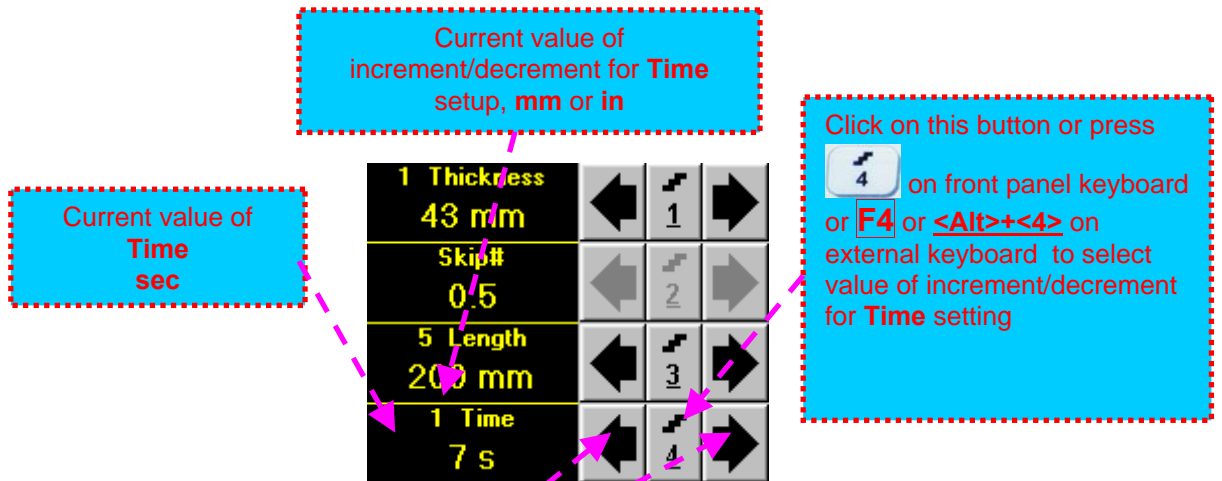 Current value of
increment/decrement for Time
setup, mm or in
Click on this button or press
4 on front panel keyboard
or F4 or <Alt>+<4> on
external keyboard to select
value of increment/decrement
for Time setting
Current value of
Time
sec
1 Thickness
43 mm
1
Skip#
0.5
2
5 Length
200 mm
3
1 Time
7 s
4